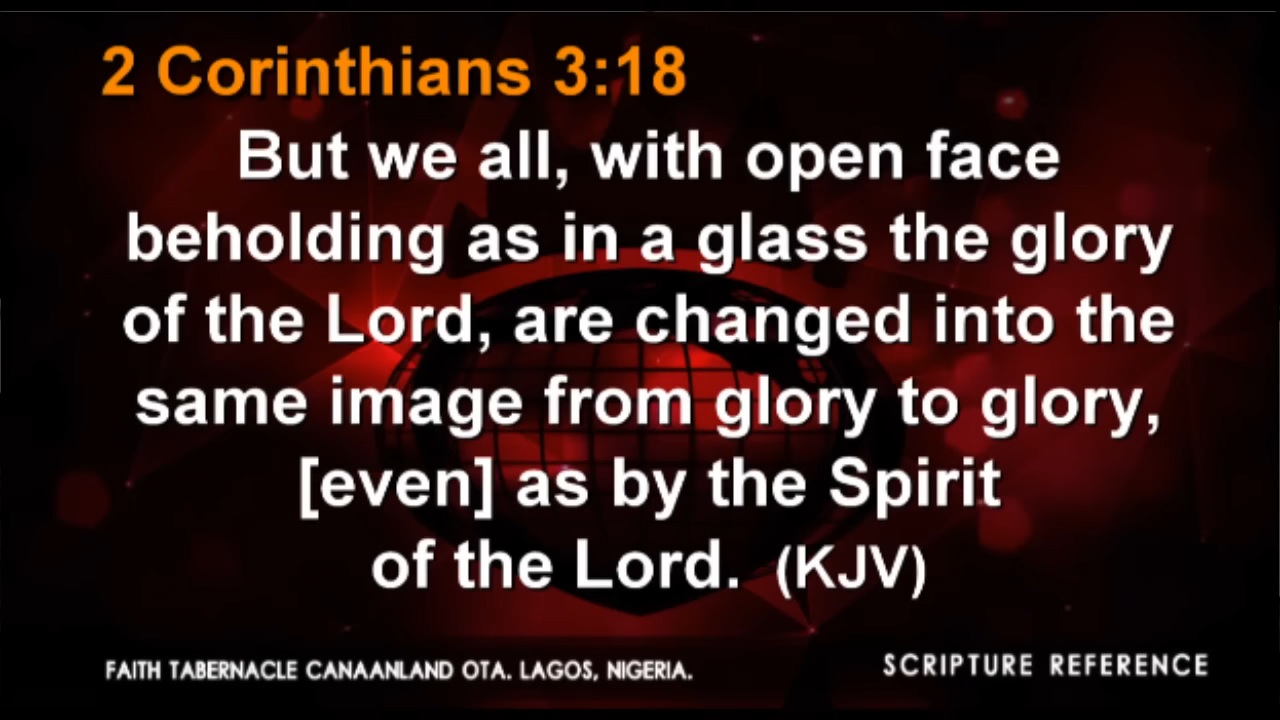 2 Corinthians 3:18
But we all, with open face
beholding as in a glass the glory
of the Lord, are changed into the
same image from glory to glory,
[even] as by the Spirit
of the Lord. (KJV)
FAITH TABERNACLE CANAANLAND OTA. LAGOS, NIGERIA.
SCRIPTURE REFERENCE